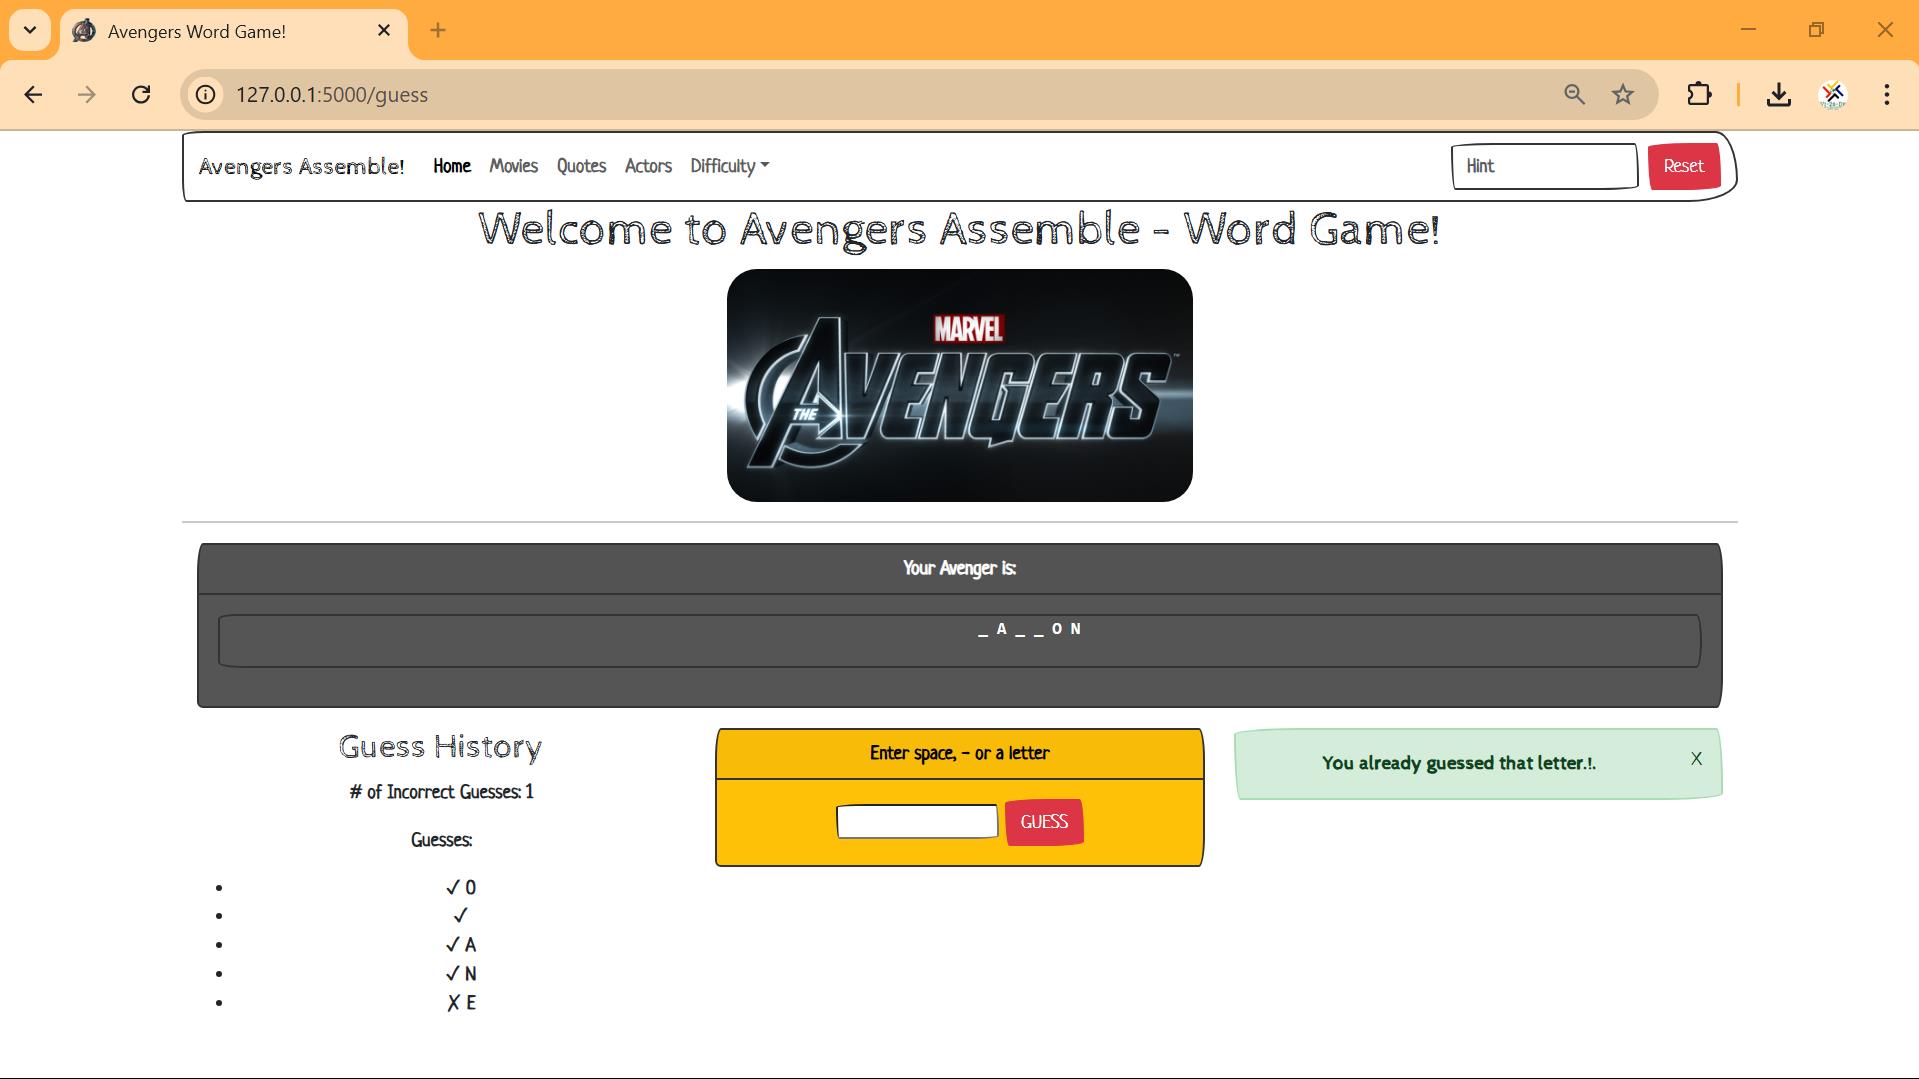 Avengers Word Game!
127.0.0.1:5000/guess
Avengers Assemble! Home Movies Quotes Actors Difficulty Hint Reset
Welcome to Avengers Assemble - Word Game!
MARVEL
THE AVENGERS™
Your Avenger is:
_ A _ _ O N
Guess History
# of Incorrect Guesses: 1
Guesses:
✓ O
✓
✓ A
✓ N
✗ E
Enter space, - or a letter
GUESS
You already guessed that letter.!.
X